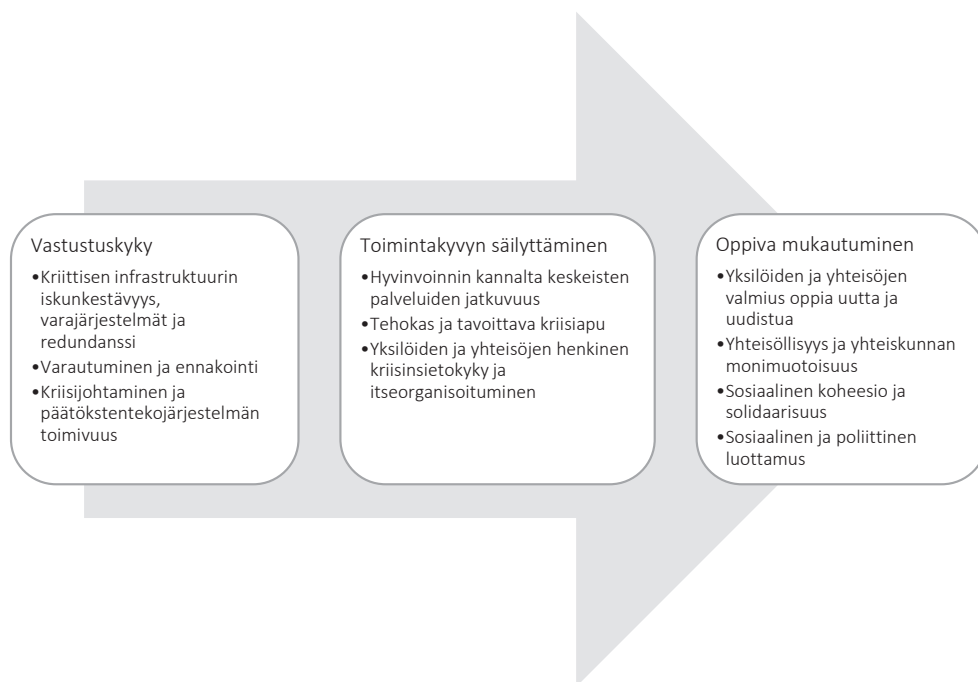 Vastustuskyky
•Kriittisen infrastruktuurin
iskunkestävyys,
varajärjestelmät ja
redundanssi
•Varautuminen ja ennakointi
•Kriisijohtaminen ja
päätökstentekojärjestelmän
toimivuus
Toimintakyvyn säilyttäminen
•Hyvinvoinnin kannalta keskeisten
palveluiden jatkuvuus
•Tehokas ja tavoittava kriisiapu
•Yksilöiden ja yhteisöjen henkinen
kriisinsietokyky ja
itseorganisoituminen
Oppiva mukautuminen
•Yksilöiden ja yhteisöjen
valmius oppia uutta ja
uudistua
•Yhteisöllisyys ja yhteiskunnan
monimuotoisuus
•Sosiaalinen koheesio ja
solidaarisuus
•Sosiaalinen ja poliittinen
luottamus